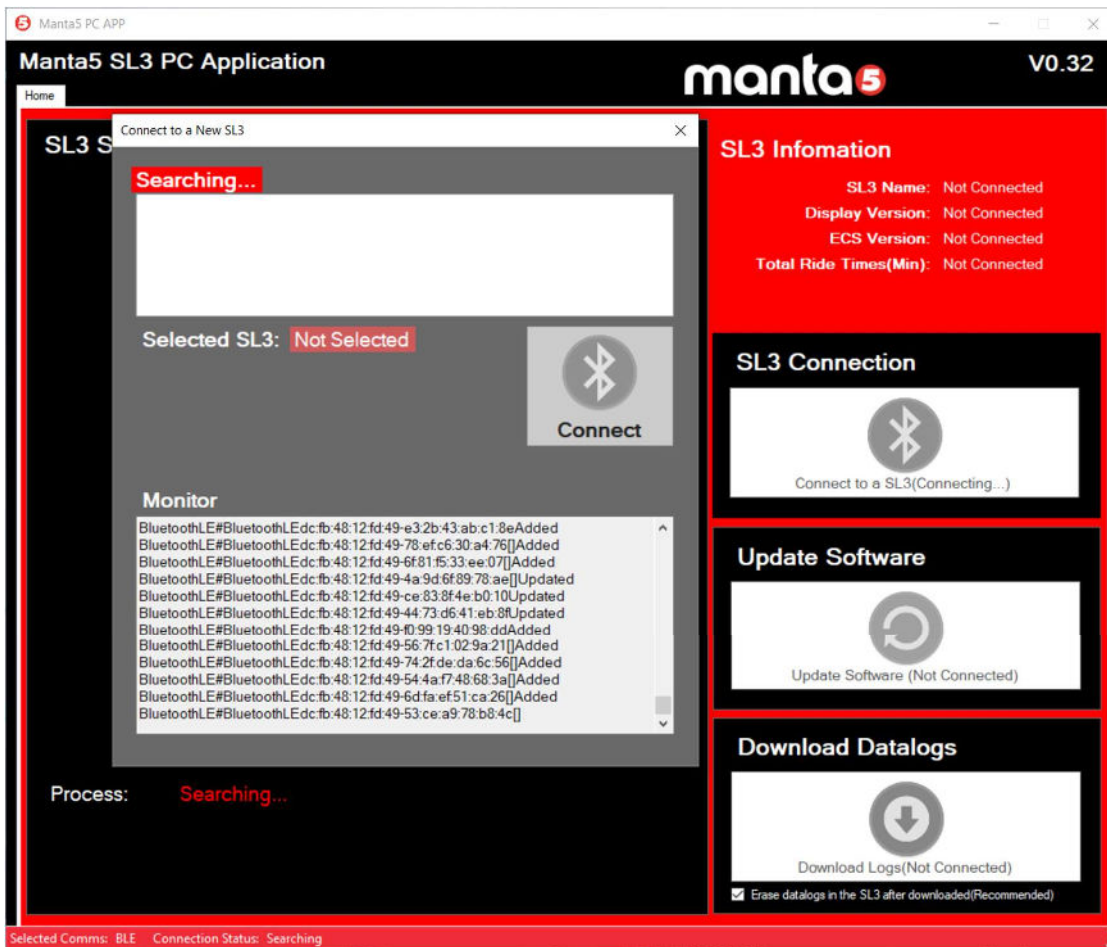 Manta5 PC APP
Manta5 SL3 PC Application
manta5
V0.32
Home
SL3 S
Connect to a New SL3
Searching...
Selected SL3: Not Selected
Connect
Monitor
BluetoothLE#BluetoothLEdc:fb:48:12:fd:49-e3:2b:43:ab:c1:8eAdded
BluetoothLE#BluetoothLEdc:fb:48:12:fd:49-78:ef:c6:30:a4:76[]Added
BluetoothLE#BluetoothLEdc:fb:48:12:fd:49-6f:81:f5:33:ee:07[]Added
BluetoothLE#BluetoothLEdc:fb:48:12:fd:49-4a:9d:6f:89:78:ae[]Updated
BluetoothLE#BluetoothLEdc:fb:48:12:fd:49-ce:83:8f:4e:b0:10Updated
BluetoothLE#BluetoothLEdc:fb:48:12:fd:49-44:73:d6:41:eb:8fUpdated
BluetoothLE#BluetoothLEdc:fb:48:12:fd:49-f0:99:19:40:98:ddAdded
BluetoothLE#BluetoothLEdc:fb:48:12:fd:49-56:7f:c1:02:9a:21[]Added
BluetoothLE#BluetoothLEdc:fb:48:12:fd:49-74:2f:de:da:6c:56[]Added
BluetoothLE#BluetoothLEdc:fb:48:12:fd:49-54:4a:f7:48:68:3a[]Added
BluetoothLE#BluetoothLEdc:fb:48:12:fd:49-6d:fa:ef:51:ca:26[]Added
BluetoothLE#BluetoothLEdc:fb:48:12:fd:49-53:ce:a9:78:b8:4c[]
Process: Searching...
SL3 Infomation
SL3 Name: Not Connected
Display Version: Not Connected
ECS Version: Not Connected
Total Ride Times(Min): Not Connected
SL3 Connection
Connect to a SL3(Connecting...)
Update Software
Update Software (Not Connected)
Download Datalogs
Download Logs(Not Connected)
Erase datalogs in the SL3 after downloaded(Recommended)
Selected Comms: BLE Connection Status: Searching